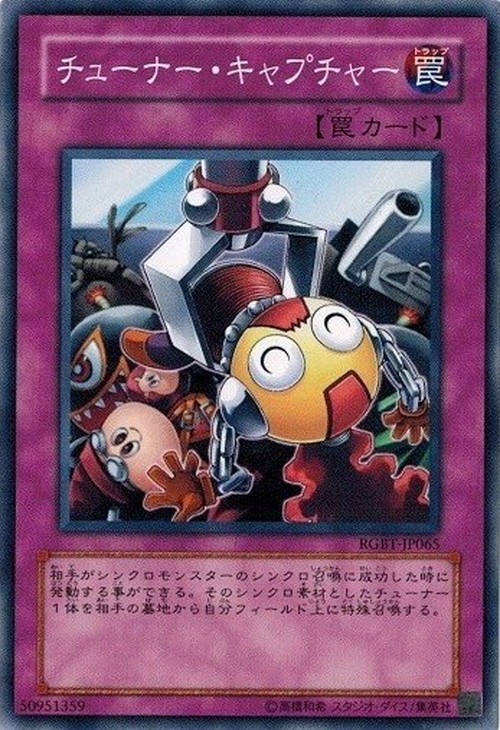 チューナー・キャプチャー 罠
【罠カード】
RGBT-JP065
相手がシンクロモンスターのシンクロ召喚に成功した時に
発動する事ができる。そのシンクロ素材としたチューナー
1体を相手の墓地から自分フィールド上に特殊召喚する。
50951359 ©高橋和希 スタジオ・ダイス/集英社